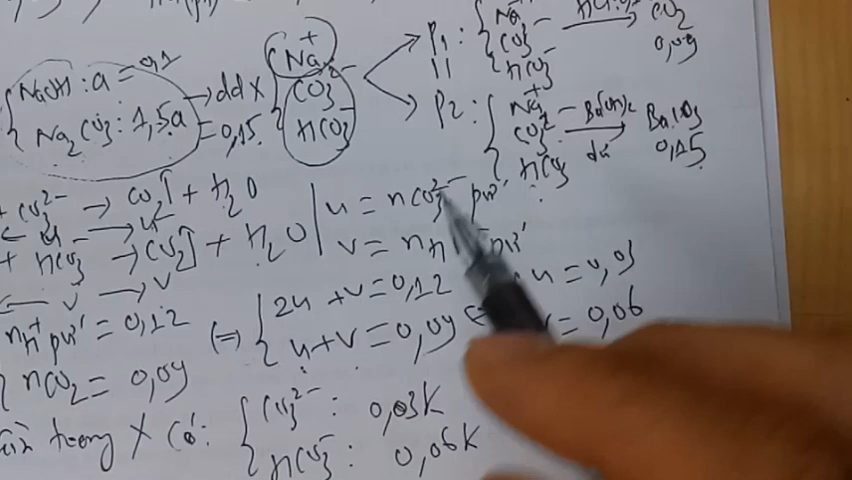 P1 : { Na+ CO3^2- HCO3^- → CO2 0,09
{ NaOH : a = 0,1
Na2CO3 : 1,5a = 0,15
→ dd X { Na+ CO3^2- HCO3^-
P2 : { Na+ CO3^2- HCO3^- Ba(OH)2 dư → BaCO3 0,15
+ CO3^2- → CO2↑ + H2O
u ← u
+ HCO3^- → CO2↑ + H2O
← v → v
u = nCO3^2- pư
v = n pư
nH+ pư = 0,12
nCO2 = 0,09
(=) { 2u + v = 0,12
u + v = 0,09
u = 0,03
= 0,06
trong X có : { CO3^2- : 0,03K
HCO3^- : 0,06K